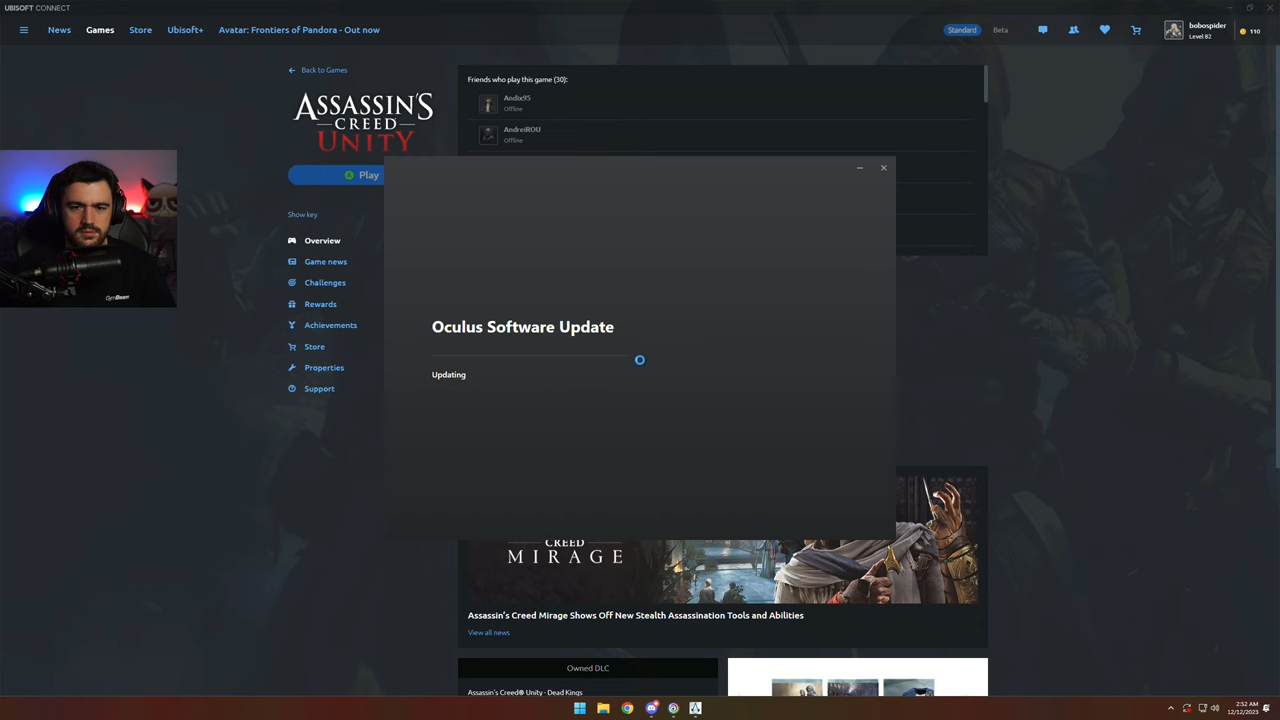 UBISOFT CONNECT
News
Games
Store
Ubisoft+
Avatar: Frontiers of Pandora - Out now
Standard
Beta
bobospider
Level 82
110
Back to Games
ASSASSIN'S
CREED
UNITY
Play
Show key
Overview
Game news
Challenges
Rewards
Achievements
Store
Properties
Support
Friends who play this game (30):
Andix95
Offline
AndreiROU
Offline
Oculus Software Update
Updating
GymBeam
CREED
MIRAGE
Assassin's Creed Mirage Shows Off New Stealth Assassination Tools and Abilities
View all news
Owned DLC
Assassin's Creed® Unity - Dead Kings
2:52 AM
12/12/2023